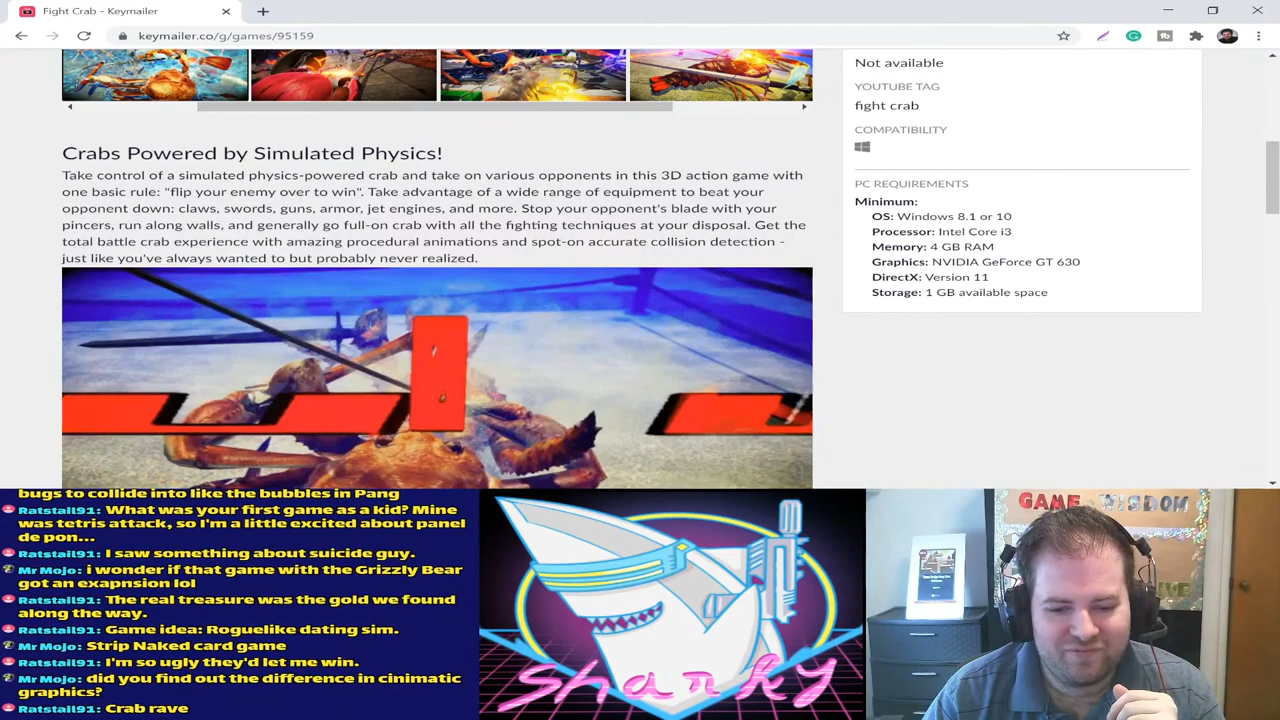 Fight Crab - Keymailer
keymailer.co/g/games/95159
Crabs Powered by Simulated Physics!
Take control of a simulated physics-powered crab and take on various opponents in this 3D action game with
one basic rule: "flip your enemy over to win". Take advantage of a wide range of equipment to beat your
opponent down: claws, swords, guns, armor, jet engines, and more. Stop your opponent's blade with your
pincers, run along walls, and generally go full-on crab with all the fighting techniques at your disposal. Get the
total battle crab experience with amazing procedural animations and spot-on accurate collision detection -
just like you've always wanted to but probably never realized.
Not available
YOUTUBE TAG
fight crab
COMPATIBILITY
PC REQUIREMENTS
Minimum:
OS: Windows 8.1 or 10
Processor: Intel Core i3
Memory: 4 GB RAM
Graphics: NVIDIA GeForce GT 630
DirectX: Version 11
Storage: 1 GB available space
bugs to collide into like the bubbles in Pang
Ratstail91: What was your first game as a kid? Mine
was tetris attack, so I'm a little excited about panel
de pon...
Ratstail91: I saw something about suicide guy.
Mr Mojo: i wonder if that game with the Grizzly Bear
got an exapnsion lol
Ratstail91: The real treasure was the gold we found
along the way.
Ratstail91: Game idea: Roguelike dating sim.
Mr Mojo: Strip Naked card game
Ratstail91: I'm so ugly they'd let me win.
Mr Mojo: did you find out the difference in cinimatic
graphics?
Ratstail91: Crab rave
Sharky
GAME WISDOM